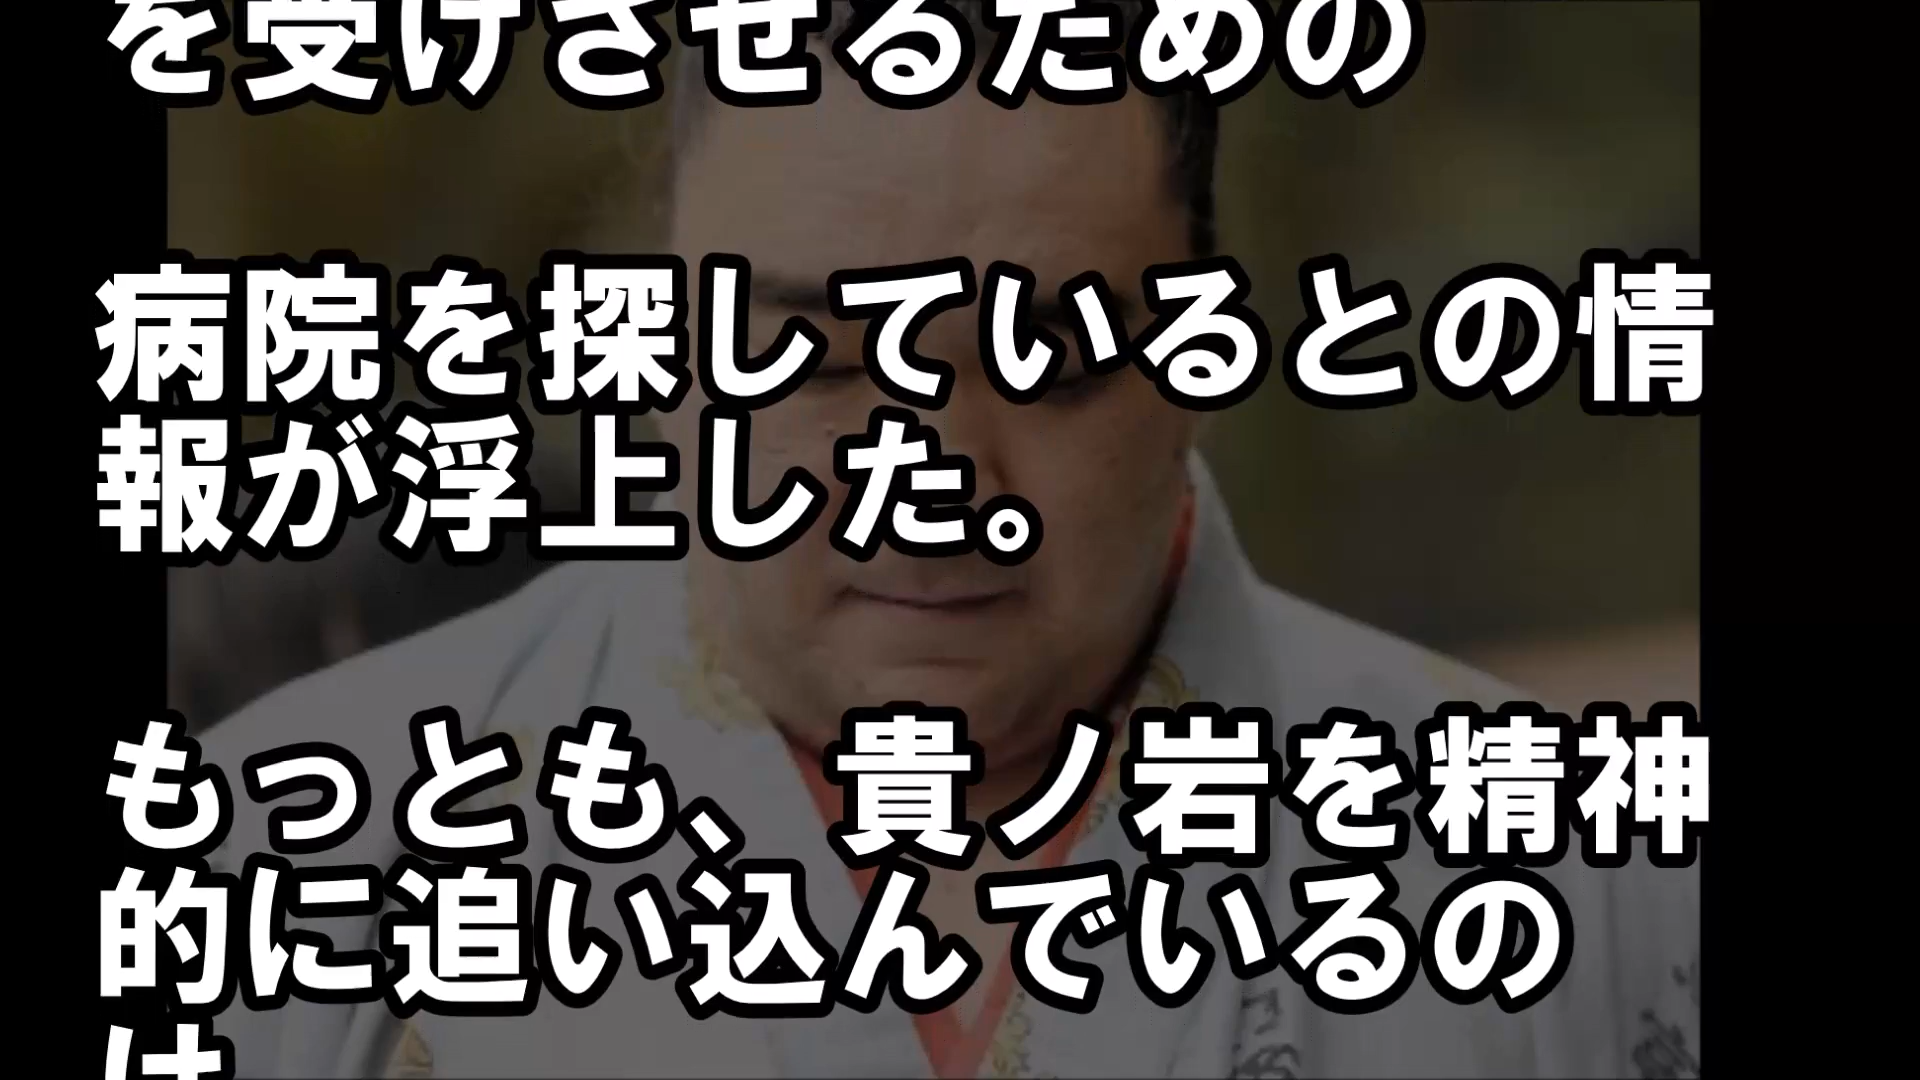 を受けさせるための
病院を探しているとの情
報が浮上した。
もっとも、貴ノ岩を精神
的に追い込んでいるの
は